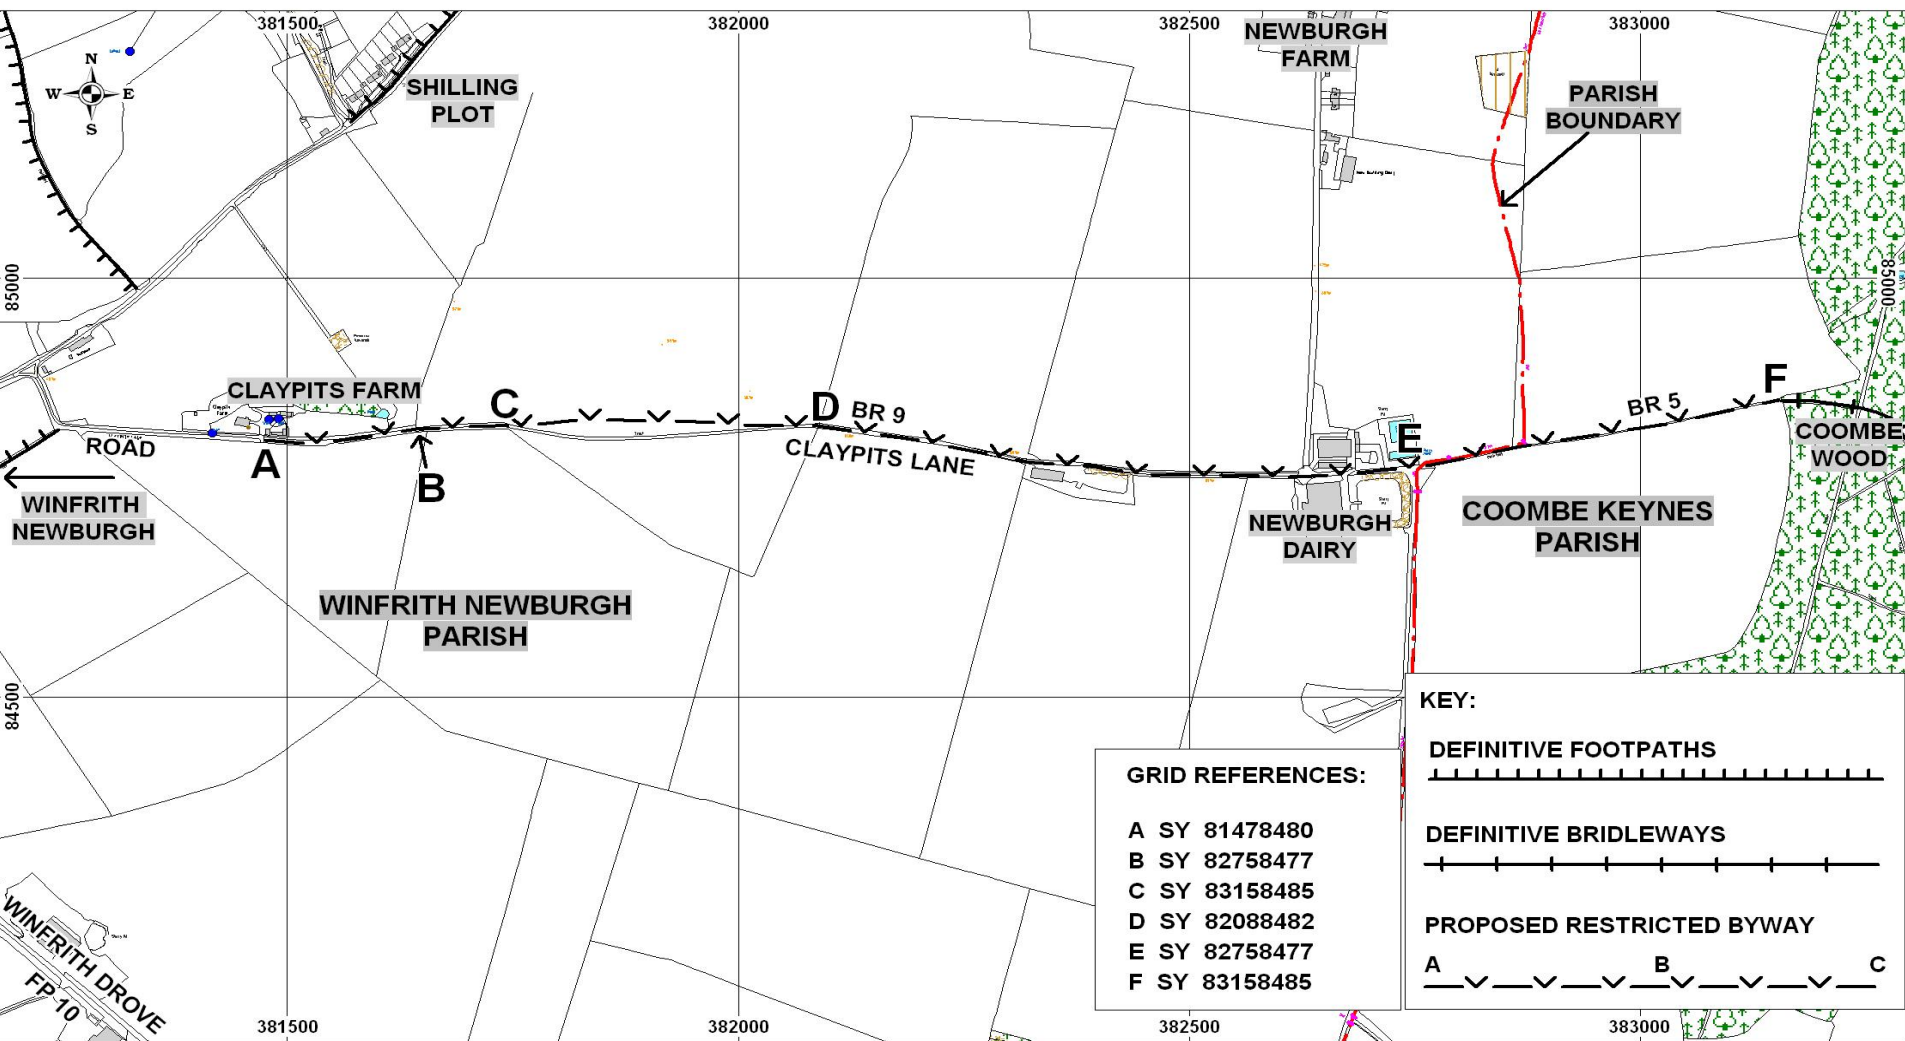 381500
382000
382500
383000
N
W
E
S
SHILLING
PLOT
NEWBURGH
FARM
PARISH
BOUNDARY
85000
85000
CLAYPITS FARM
ROAD
A
B
C
D
BR 9
CLAYPITS LANE
E
BR 5
F
COOMBE
WOOD
WINFRITH
NEWBURGH
NEWBURGH
DAIRY
COOMBE KEYNES
PARISH
WINFRITH NEWBURGH
PARISH
84500
WINFRITH DROVE
FP 10
GRID REFERENCES:
A SY 81478480
B SY 82758477
C SY 83158485
D SY 82088482
E SY 82758477
F SY 83158485
KEY:
DEFINITIVE FOOTPATHS
DEFINITIVE BRIDLEWAYS
PROPOSED RESTRICTED BYWAY
A B C
381500
382000
382500
383000